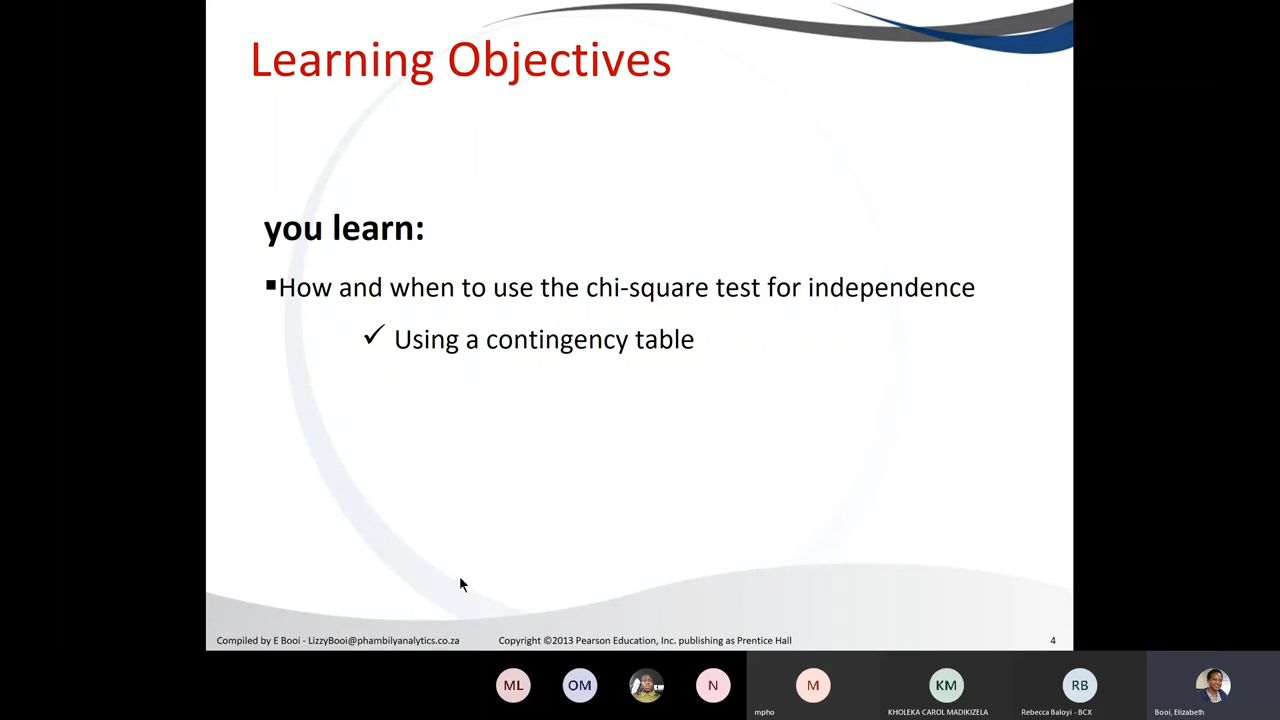 Learning Objectives
you learn:
▪How and when to use the chi-square test for independence
✓ Using a contingency table
Compiled by E Booi - LizzyBooi@phambilyanalytics.co.za
Copyright ©2013 Pearson Education, Inc. publishing as Prentice Hall
4
ML
OM
N
M
KM
RB
mpho
KHOLEKA CAROL MADIKIZELA
Rebecca Baloyi - BCX
Booi, Elizabeth